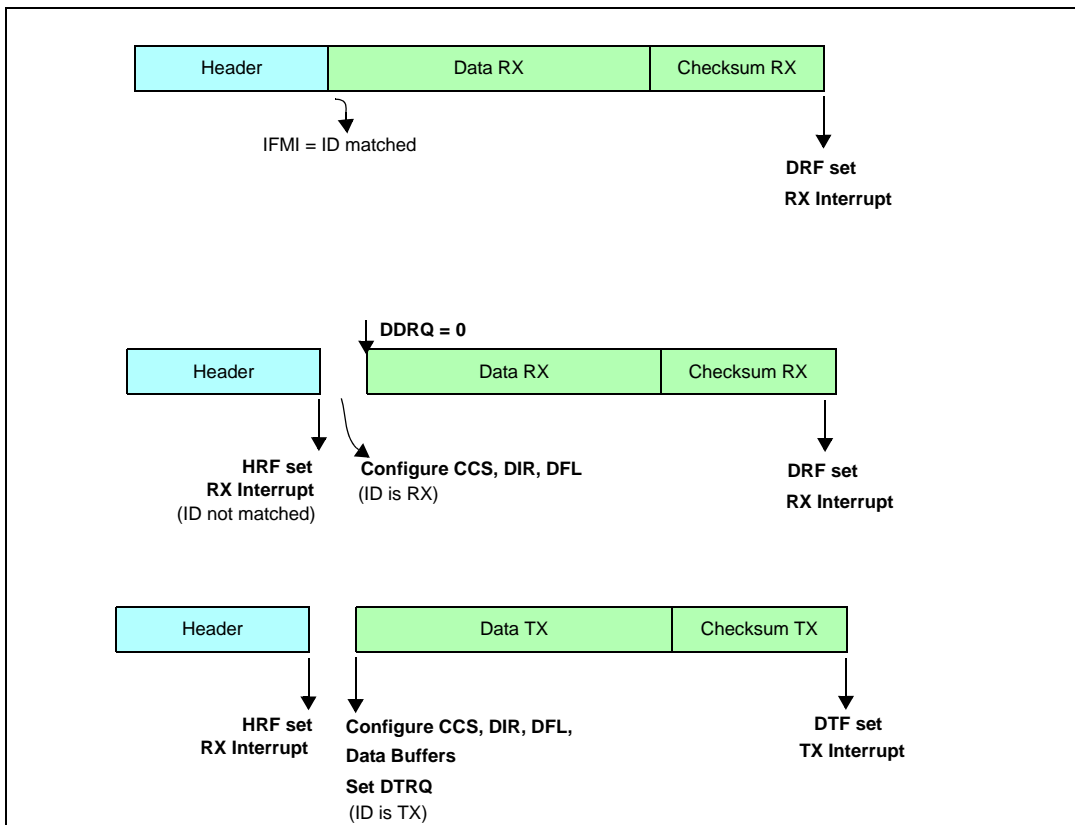 Header
Data RX
Checksum RX
IFMI = ID matched
DRF set
RX Interrupt
DDRQ = 0
Header
Data RX
Checksum RX
HRF set
RX Interrupt
(ID not matched)
Configure CCS, DIR, DFL
(ID is RX)
DRF set
RX Interrupt
Header
Data TX
Checksum TX
HRF set
RX Interrupt
Configure CCS, DIR, DFL,
Data Buffers
Set DTRQ
(ID is TX)
DTF set
TX Interrupt